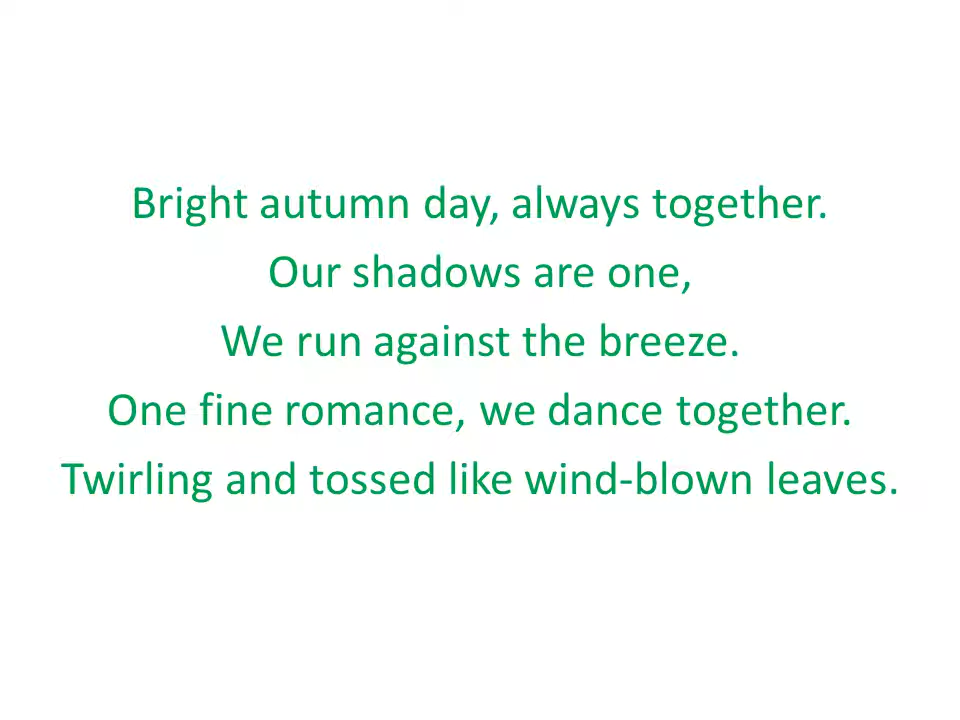 Bright autumn day, always together.
Our shadows are one,
We run against the breeze.
One fine romance, we dance together.
Twirling and tossed like wind-blown leaves.